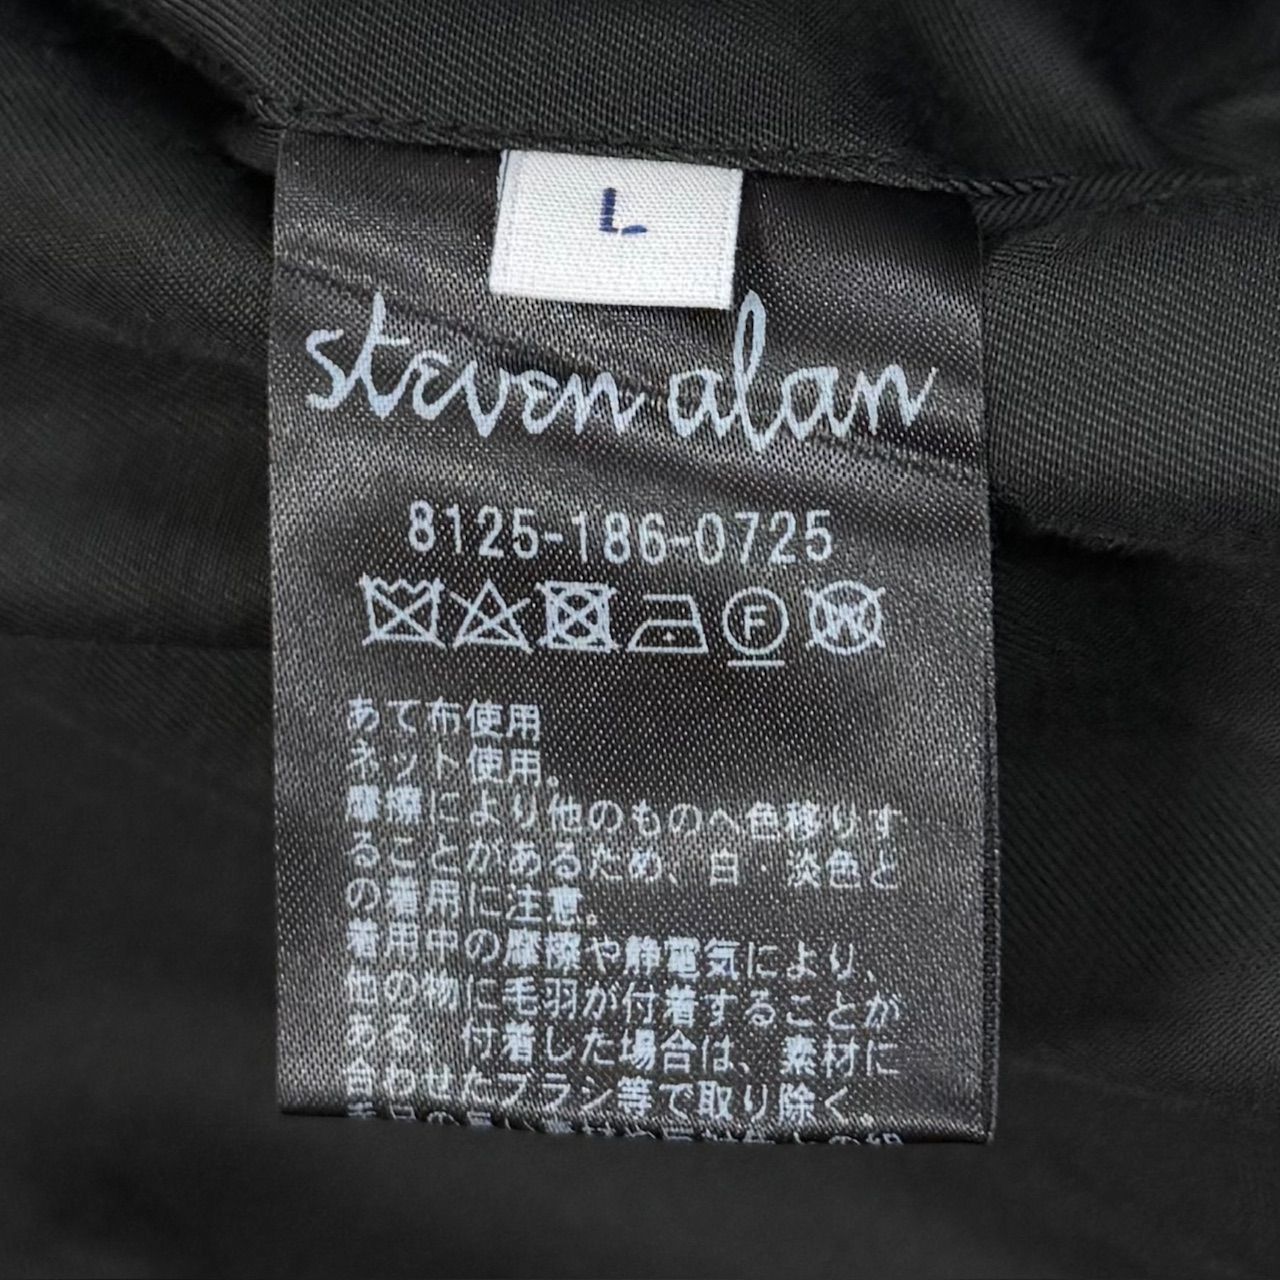 L
steven alan
8125-186-0725
F
W
あて布使用
ネット使用。
摩擦により他のものへ色移りす
ることがあるため、白・淡色と
の着用に注意。
着用中の摩擦や静電気により、
他の物に毛羽が付着することが
ある、付着した場合は、素材に
合わせたブラシ等で取り除く。